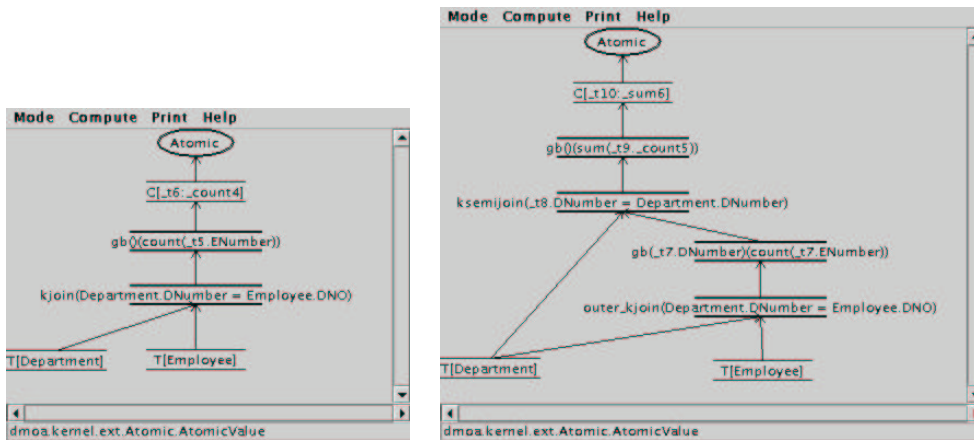 Mode Compute Print Help
Atomic
C[_t6:_count4]
gb()(count(_t5.ENumber))
kjoin(Department.DNumber = Employee.DNO)
T[Department]
T[Employee]
dmoa.kernel.ext.Atomic.AtomicValue
Mode Compute Print Help
Atomic
C[_t10:_sum6]
gb()(sum(_t9._count5))
ksemijoin(_t8.DNumber = Department.DNumber)
gb(_t7.DNumber)(count(_t7.ENumber))
outer_kjoin(Department.DNumber = Employee.DNO)
T[Department]
T[Employee]
dmoa.kernel.ext.Atomic.AtomicValue